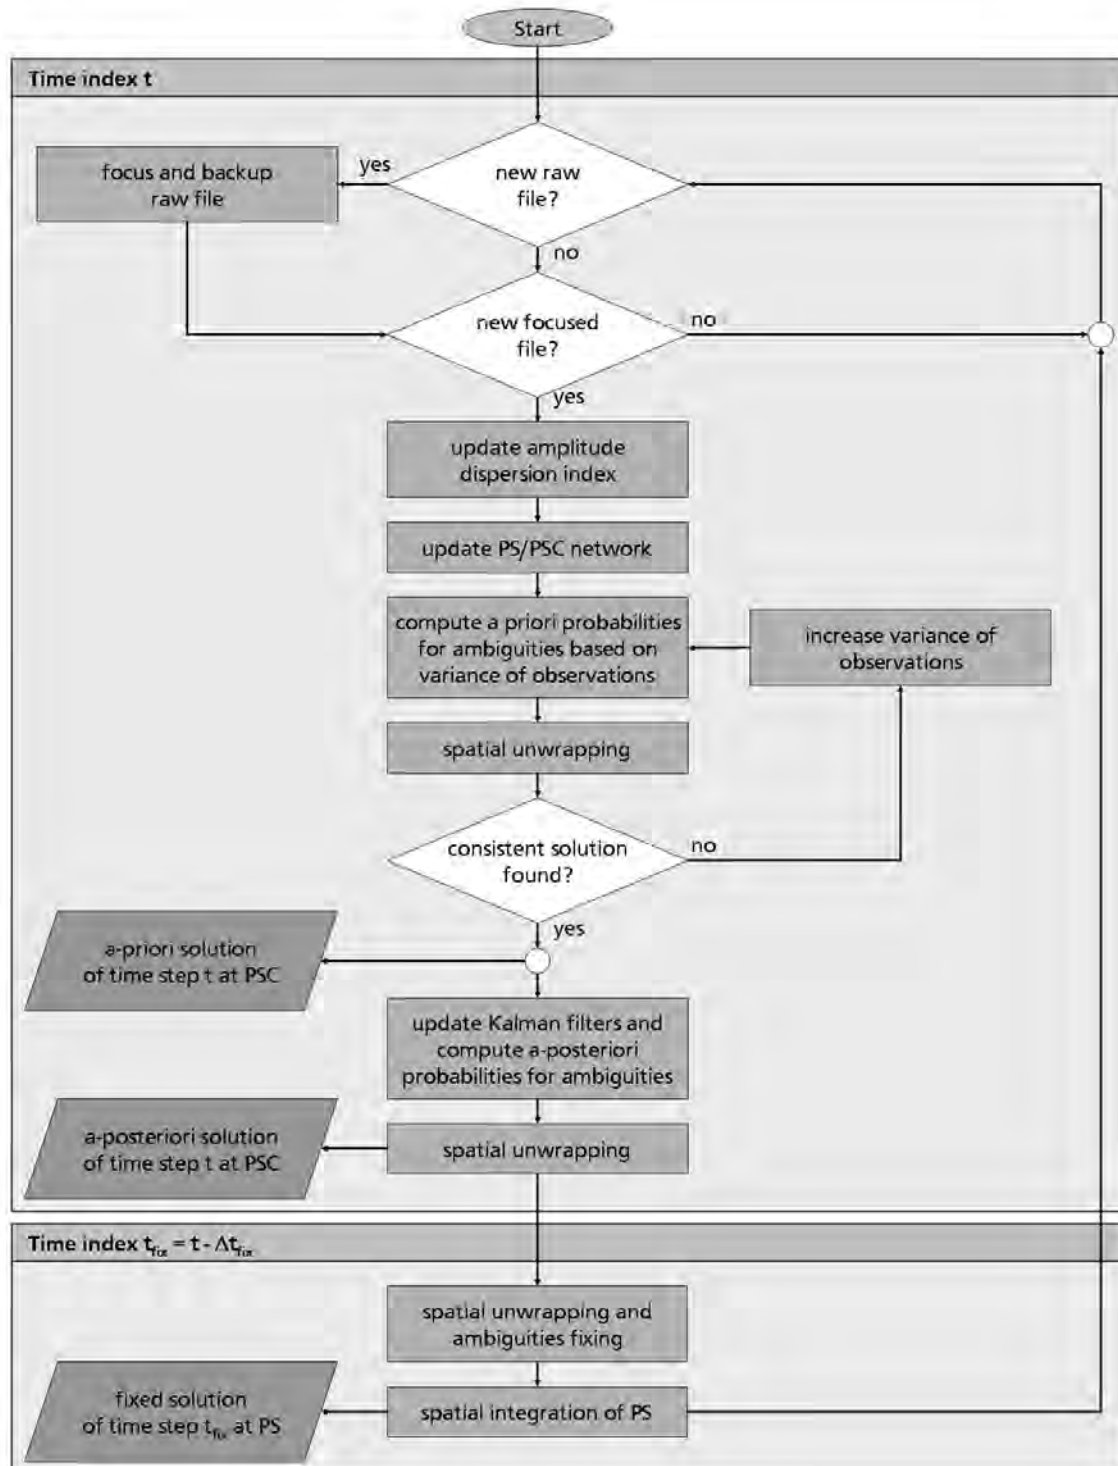 Start
Time index t
yes
focus and backup
raw file
new raw
file?
no
new focused
file?
no
yes
update amplitude
dispersion index
update PS/PSC network
compute a priori probabilities
for ambiguities based on
variance of observations
increase variance of
observations
spatial unwrapping
consistent solution
found?
no
yes
a-priori solution
of time step t at PSC
update Kalman filters and
compute a-posteriori
probabilities for ambiguities
a-posteriori solution
of time step t at PSC
spatial unwrapping
Time index t_fix = t - Δt_fix
spatial unwrapping and
ambiguities fixing
fixed solution
of time step t_fix at PS
spatial integration of PS